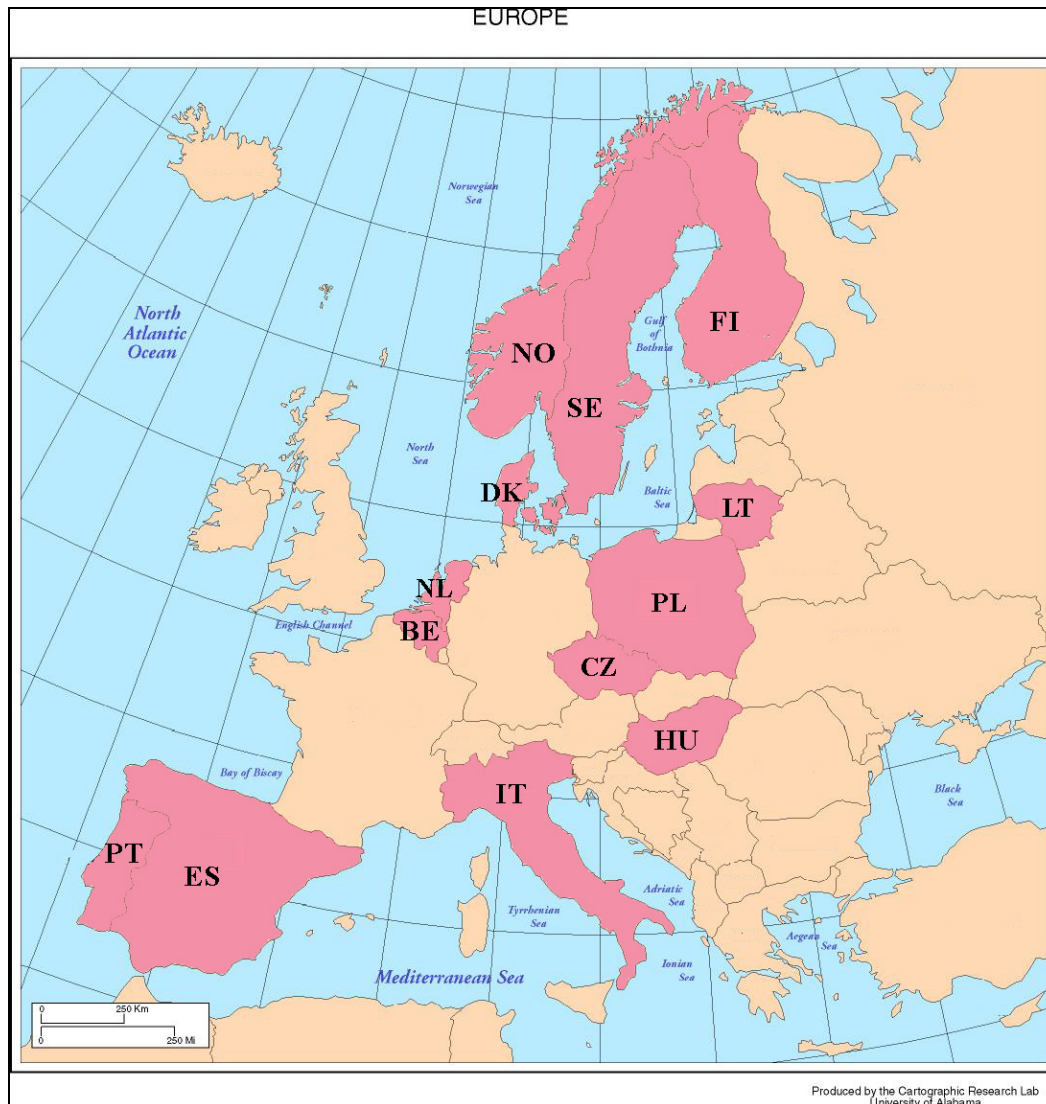 EUROPE
Norwegian
Sea
North
Atlantic
Ocean
Gulf
of
Bothnia
FI
NO
SE
North
Sea
DK
Baltic
Sea
LT
NL
PL
English Channel
BE
CZ
HU
Bay of Biscay
IT
Black
Sea
PT
ES
Adriatic
Sea
Tyrrhenian
Sea
Aegean
Sea
Ionian
Sea
Mediterranean Sea
0
250 Km
0
250 Mi
Produced by the Cartographic Research Lab
University of Alabama